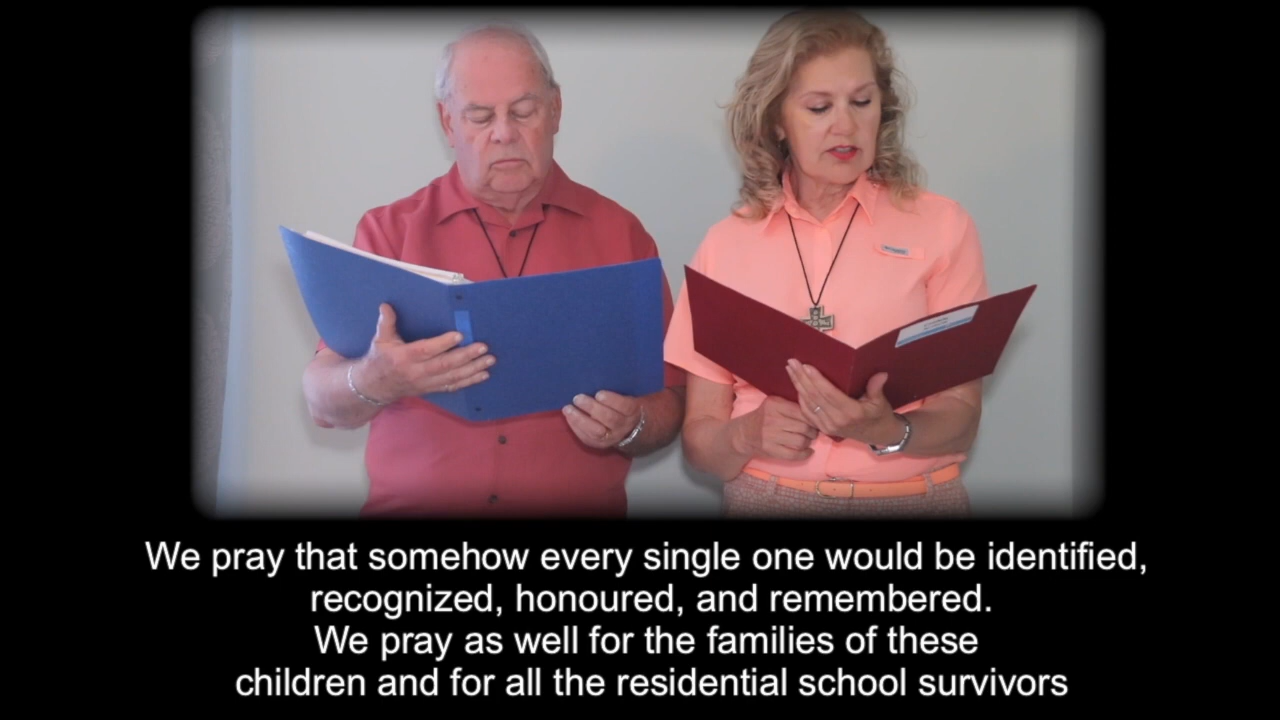 We pray that somehow every single one would be identified,
recognized, honoured, and remembered.
We pray as well for the families of these
children and for all the residential school survivors